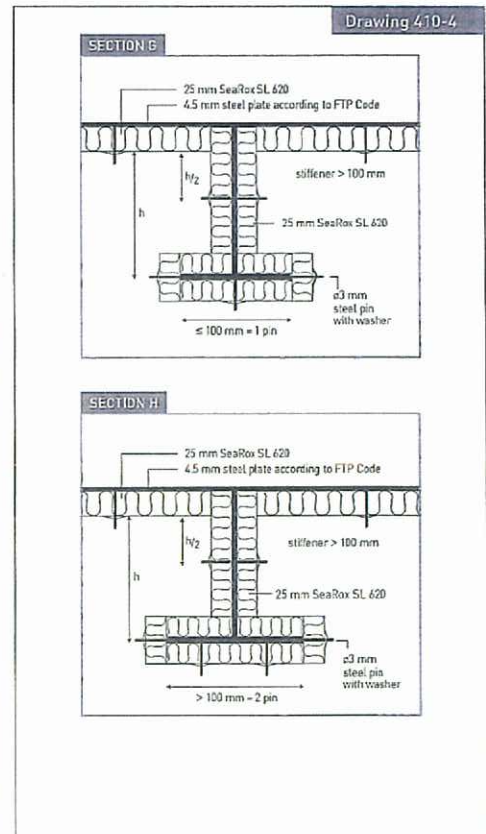 Drawing 410-4
SECTION G
25 mm SeaRox SL 620
4.5 mm steel plate according to FTP Code
h/2
stiffener > 100 mm
h
25 mm SeaRox SL 620
ø3 mm
steel pin
with washer
≤ 100 mm = 1 pin
SECTION H
25 mm SeaRox SL 620
4.5 mm steel plate according to FTP Code
h/2
stiffener > 100 mm
h
25 mm SeaRox SL 620
ø3 mm
steel pin
with washer
> 100 mm = 2 pin